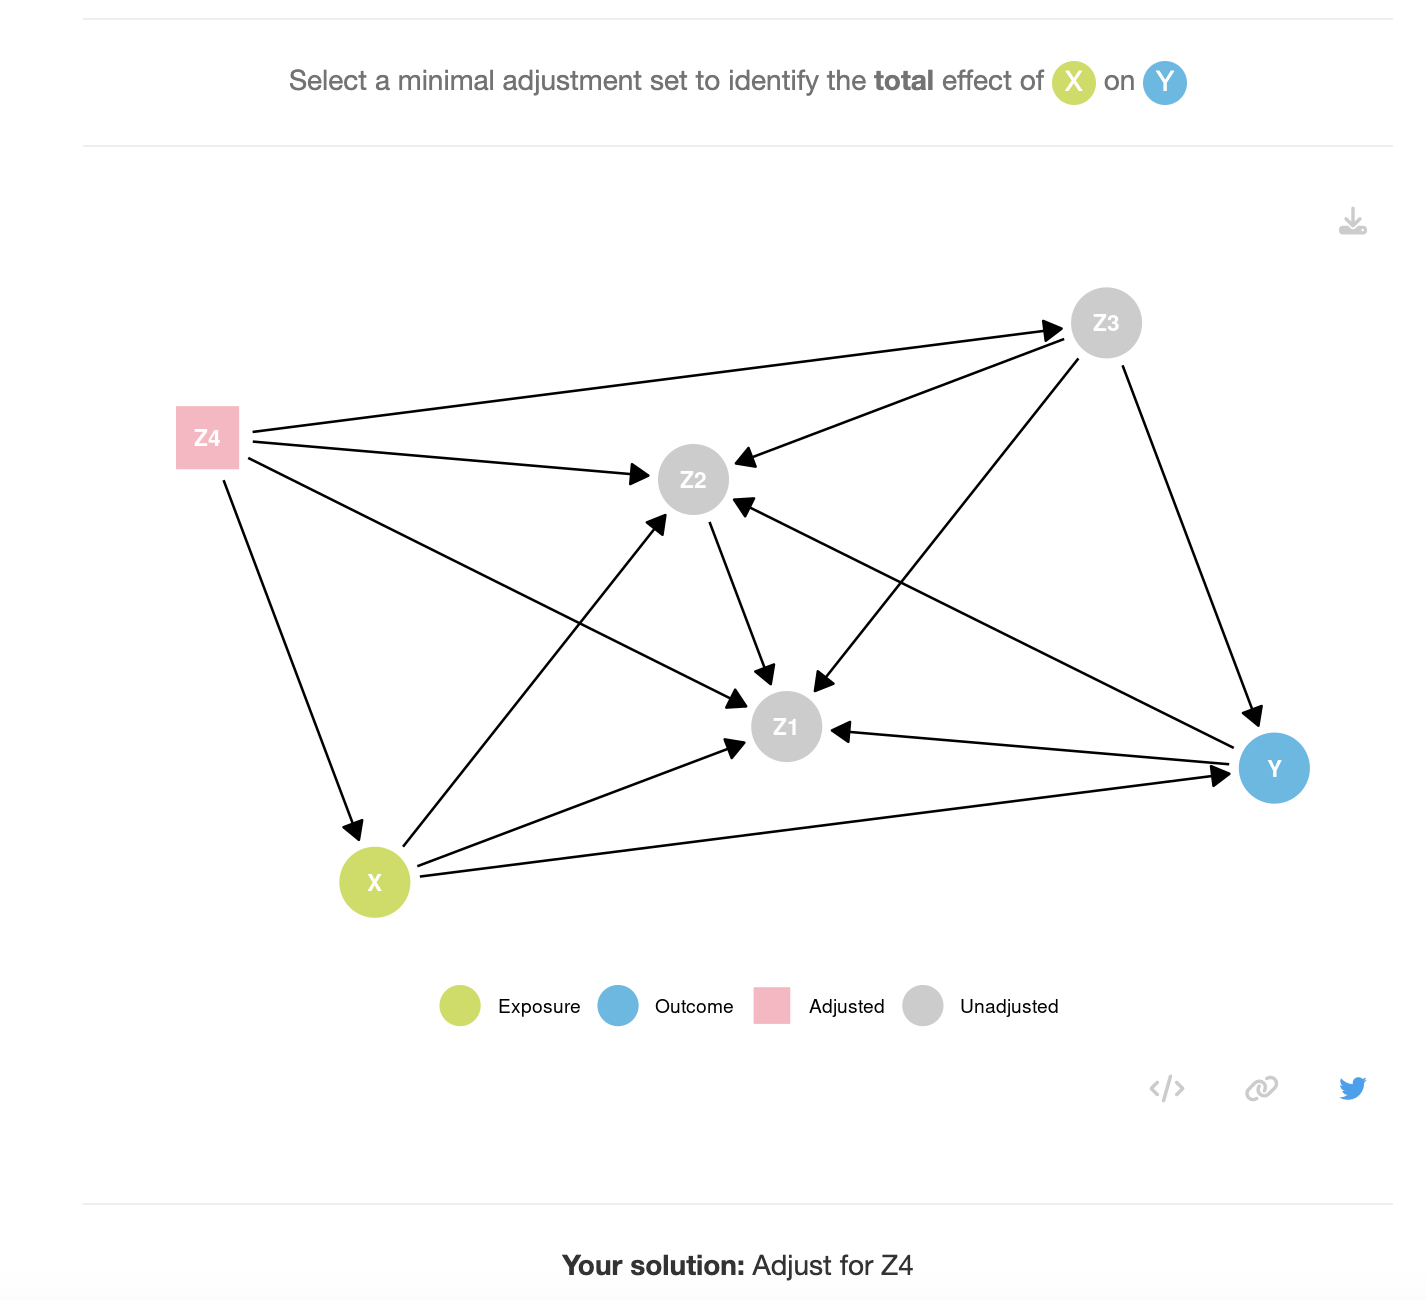 Select a minimal adjustment set to identify the total effect of X on Y
Z3
Z4
Z2
Z1
Y
X
Exposure Outcome Adjusted Unadjusted
</>
Your solution: Adjust for Z4